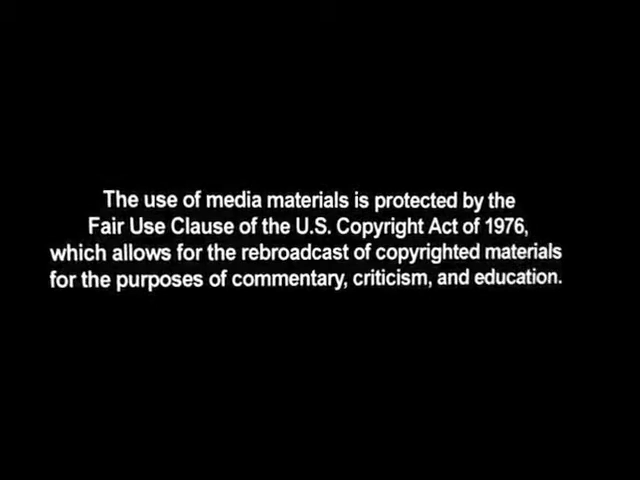 The use of media materials is protected by the
Fair Use Clause of the U.S. Copyright Act of 1976,
which allows for the rebroadcast of copyrighted materials
for the purposes of commentary, criticism, and education.